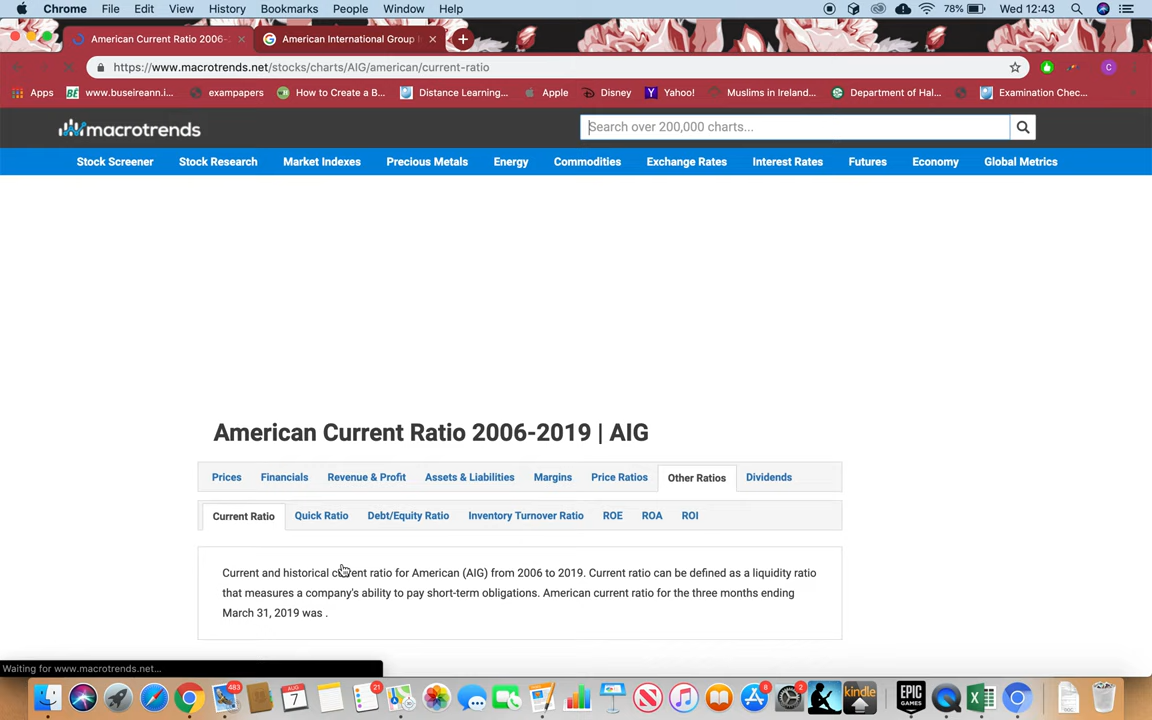 Chrome File Edit View History Bookmarks People Window Help 78% Wed 12:43
American Current Ratio 2006- American International Group
https://www.macrotrends.net/stocks/charts/AIG/american/current-ratio C
Apps BE www.buseireann.i... exampapers How to Create a B... Distance Learning... Apple Disney Yahoo! Muslims in Ireland... Department of Hal... Examination Chec...
macrotrends Search over 200,000 charts...
Stock Screener Stock Research Market Indexes Precious Metals Energy Commodities Exchange Rates Interest Rates Futures Economy Global Metrics
American Current Ratio 2006-2019 | AIG
Prices Financials Revenue & Profit Assets & Liabilities Margins Price Ratios Other Ratios Dividends
Current Ratio Quick Ratio Debt/Equity Ratio Inventory Turnover Ratio ROE ROA ROI
Current and historical current ratio for American (AIG) from 2006 to 2019. Current ratio can be defined as a liquidity ratio
that measures a company's ability to pay short-term obligations. American current ratio for the three months ending
March 31, 2019 was .
Waiting for www.macrotrends.net...
483 AUG 7 21 8 2 kindle EPIC GAMES